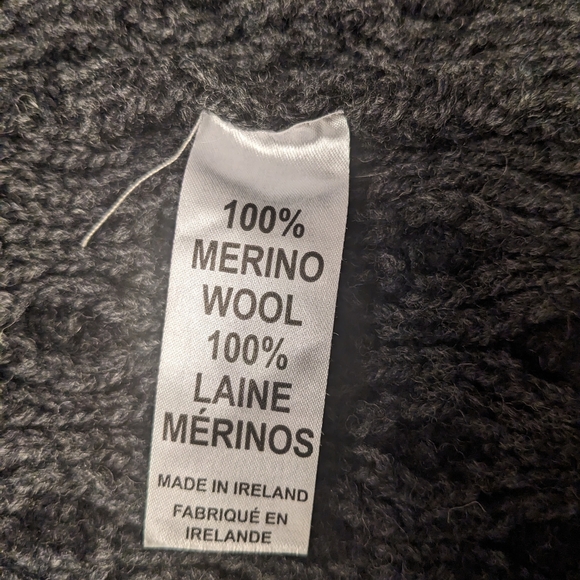 100%
MERINO
WOOL
100%
LAINE
MÉRINOS
MADE IN IRELAND
FABRIQUÉ EN
IRELANDE